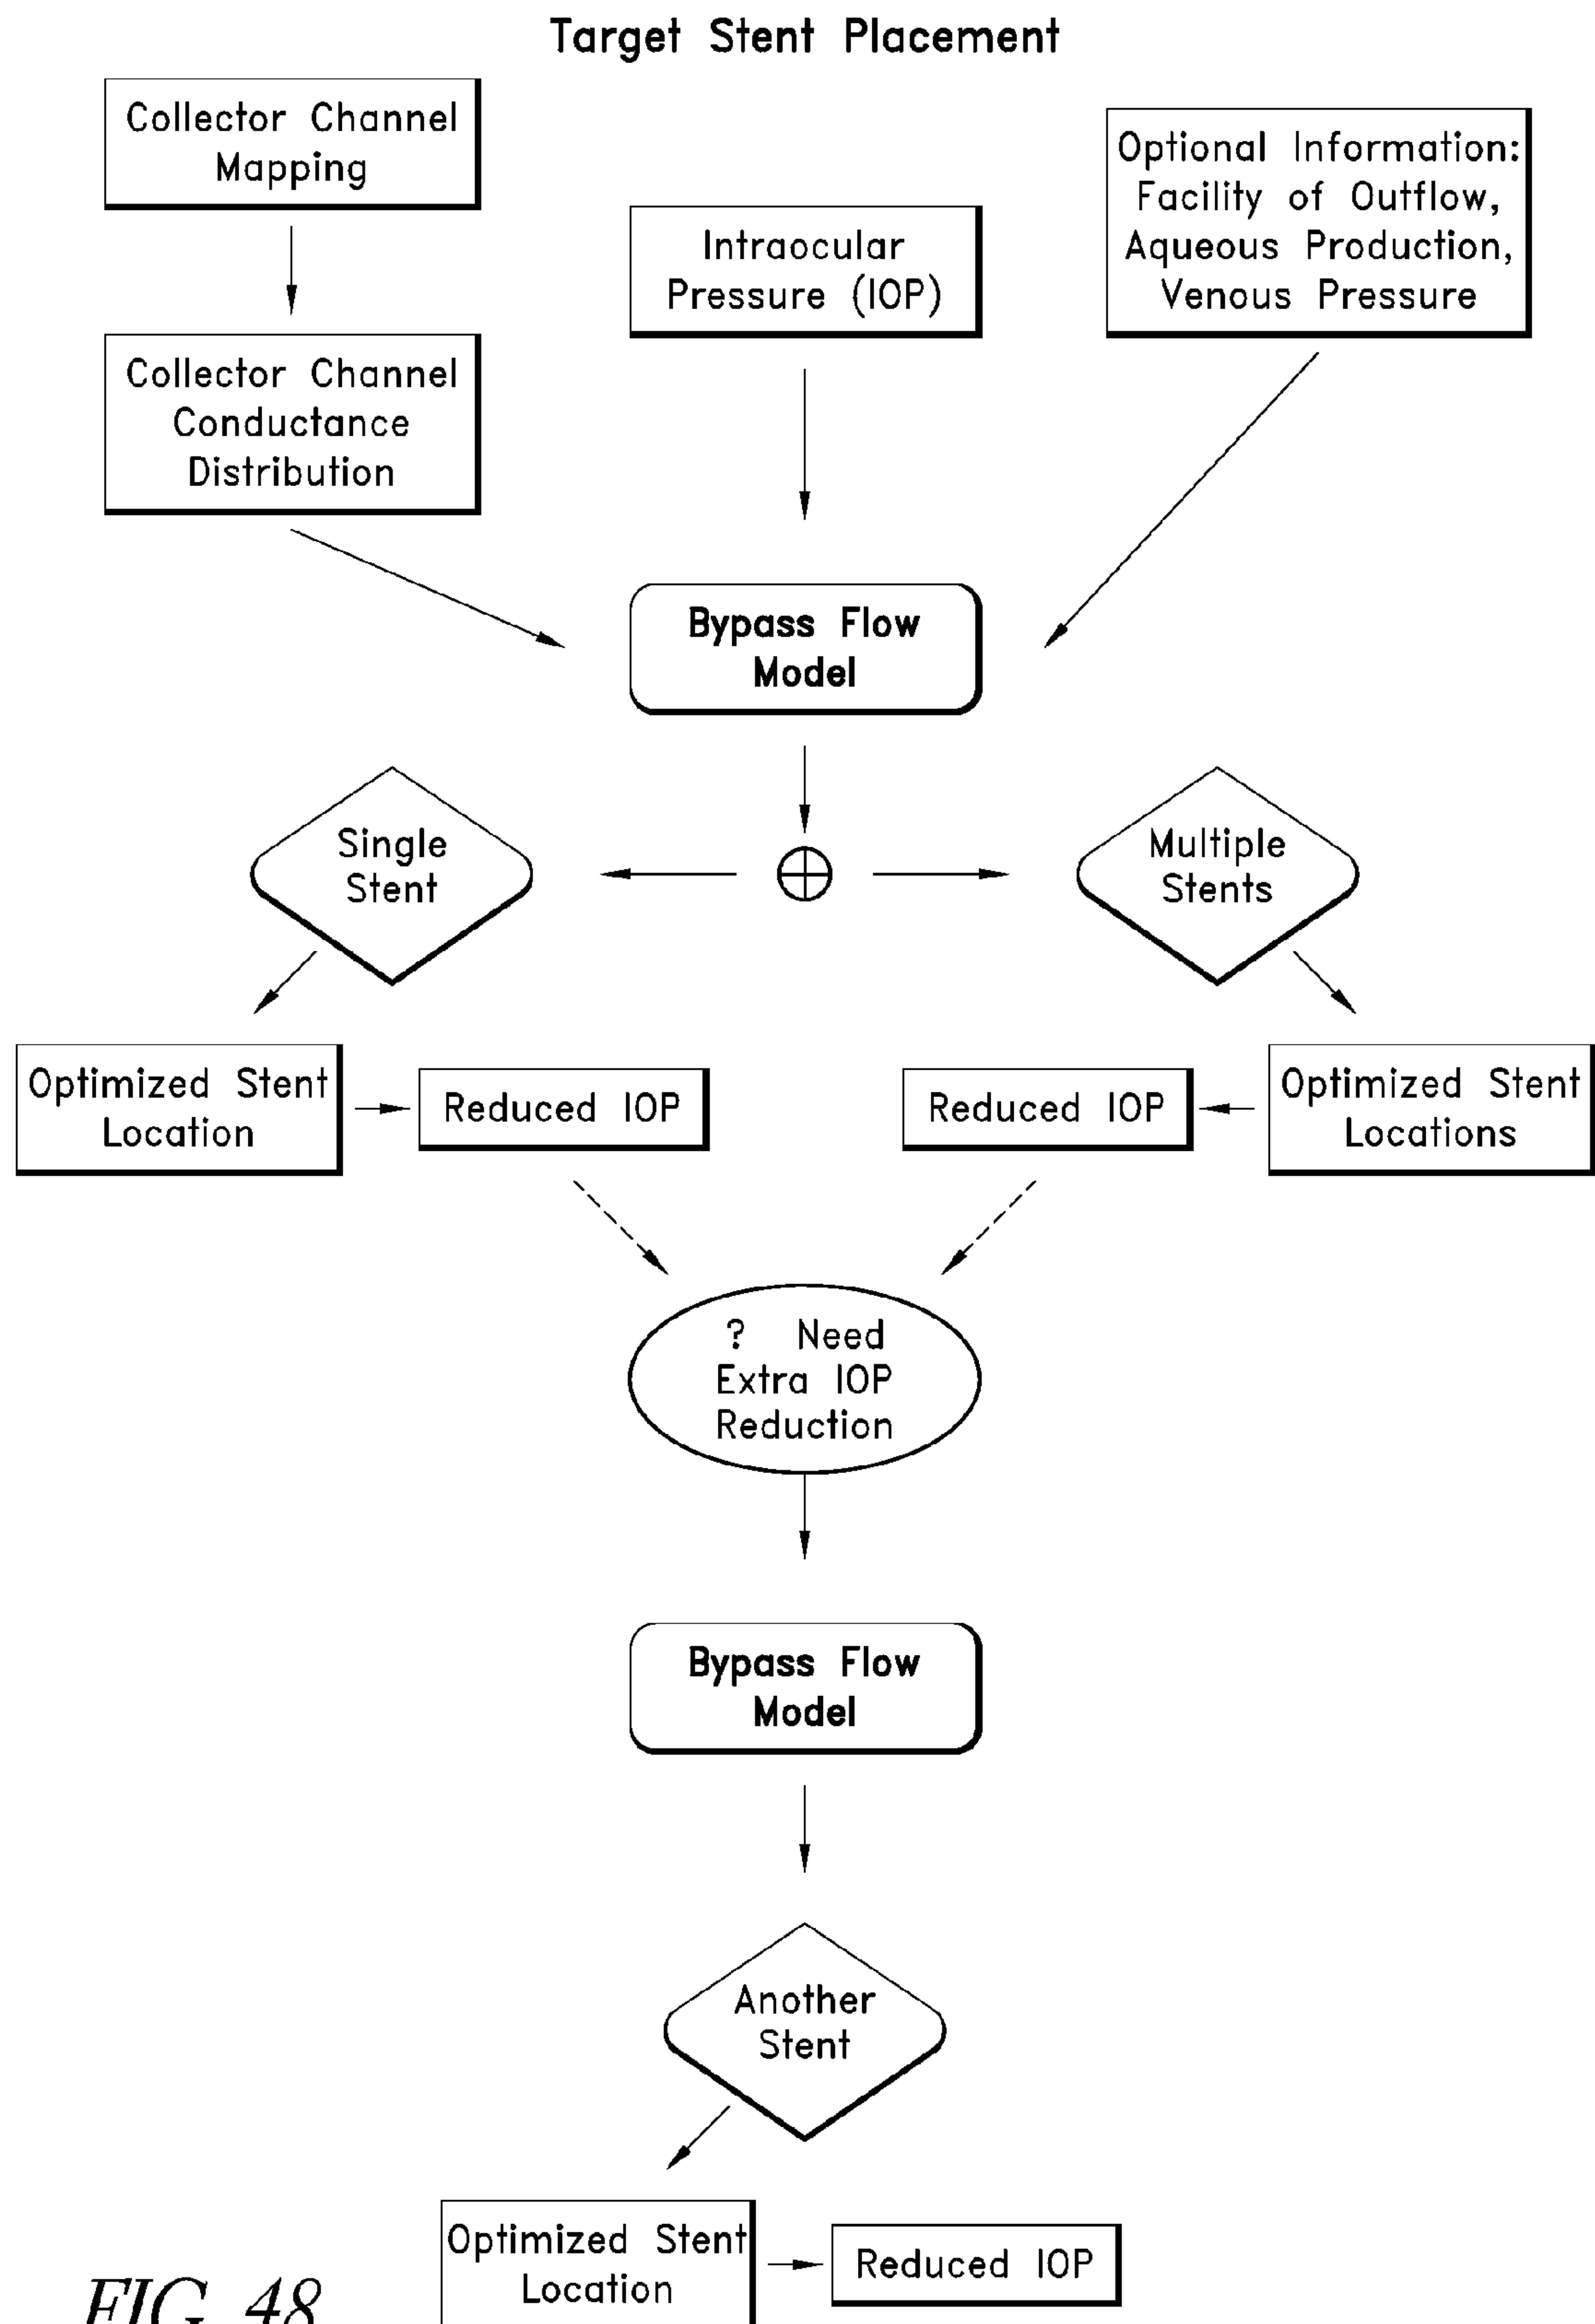 Target Stent Placement
Collector Channel
Mapping
Optional Information:
Facility of Outflow,
Aqueous Production,
Venous Pressure
Intraocular
Pressure (IOP)
Collector Channel
Conductance
Distribution
Bypass Flow
Model
Single
Stent
Multiple
Stents
Optimized Stent
Location
Reduced IOP
Reduced IOP
Optimized Stent
Locations
? Need
Extra IOP
Reduction
Bypass Flow
Model
Another
Stent
Optimized Stent
Location
Reduced IOP
FIG. 48